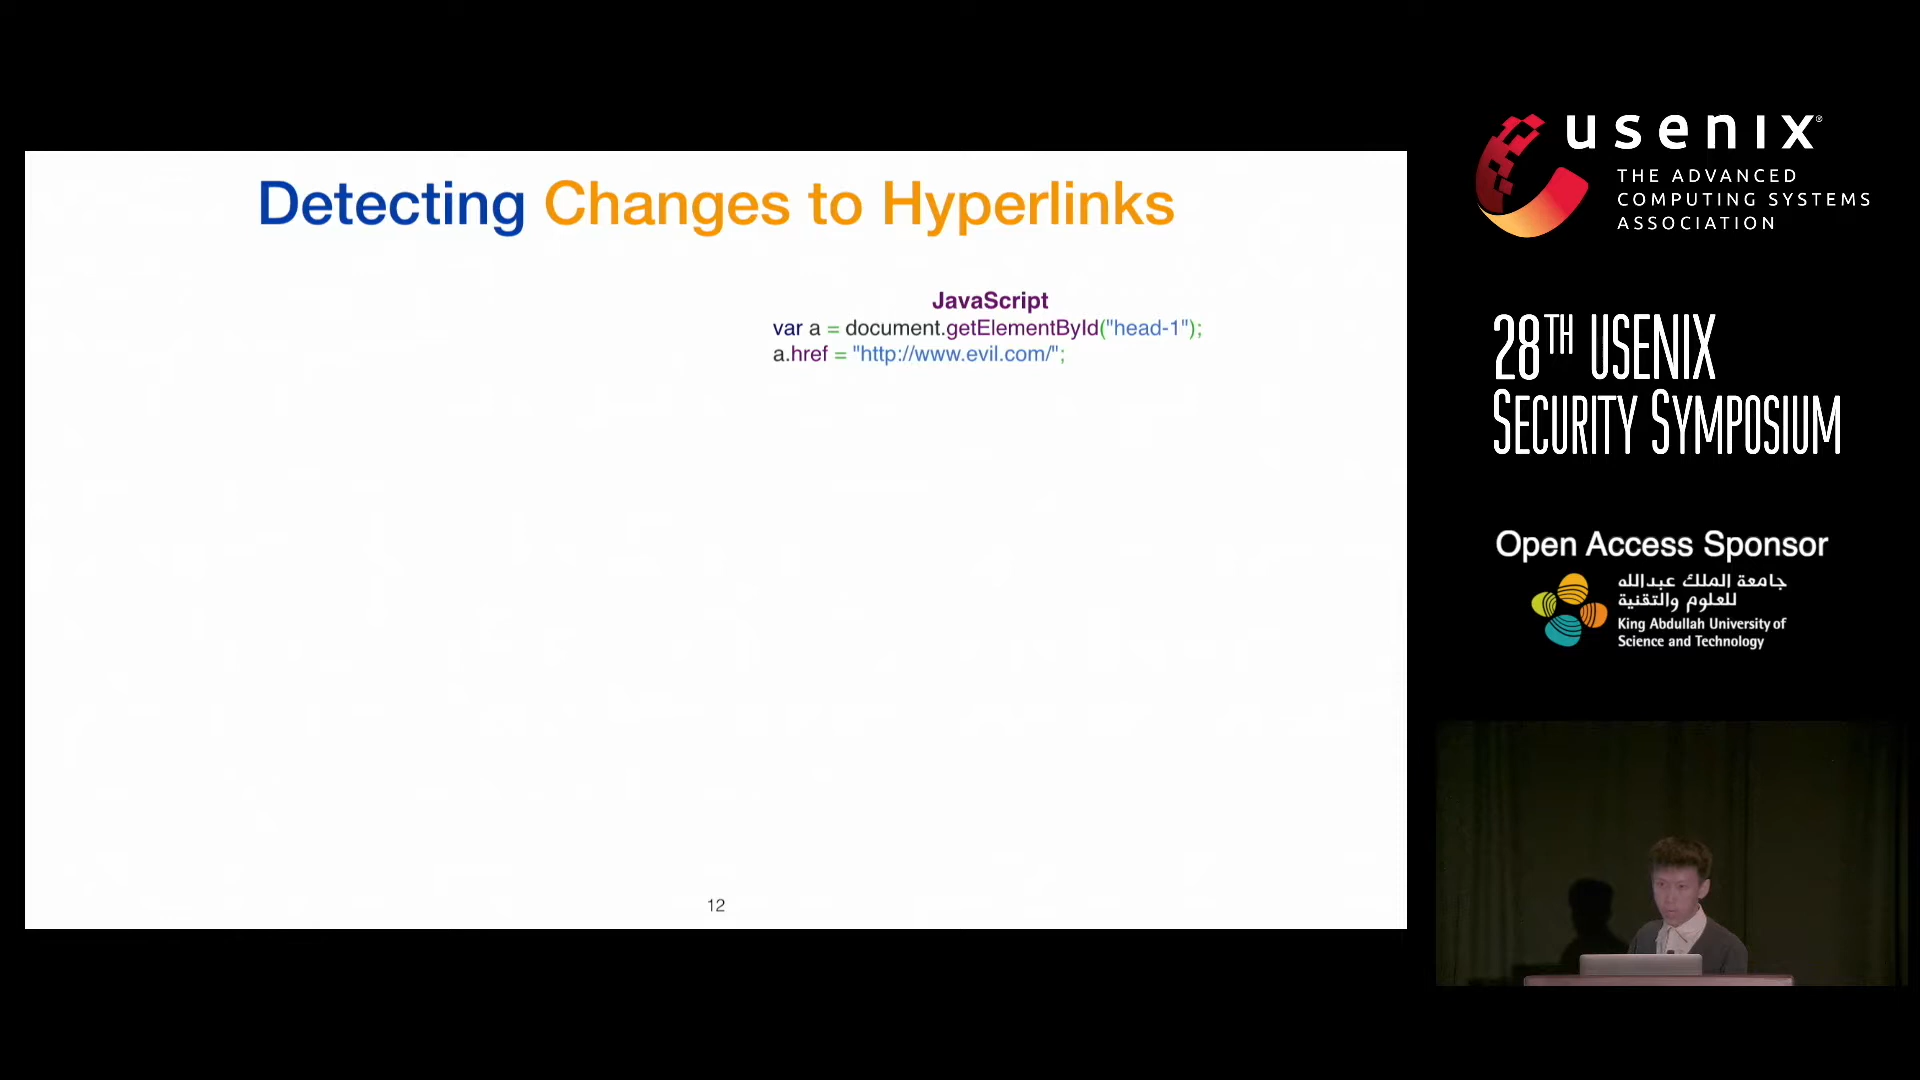 Detecting Changes to Hyperlinks
JavaScript
var a = document.getElementById("head-1");
a.href = "http://www.evil.com/";
12
usenix®
THE ADVANCED
COMPUTING SYSTEMS
ASSOCIATION
28TH USENIX
SECURITY SYMPOSIUM
Open Access Sponsor
جامعة الملك عبدالله
للعلوم والتقنية
King Abdullah University of
Science and Technology